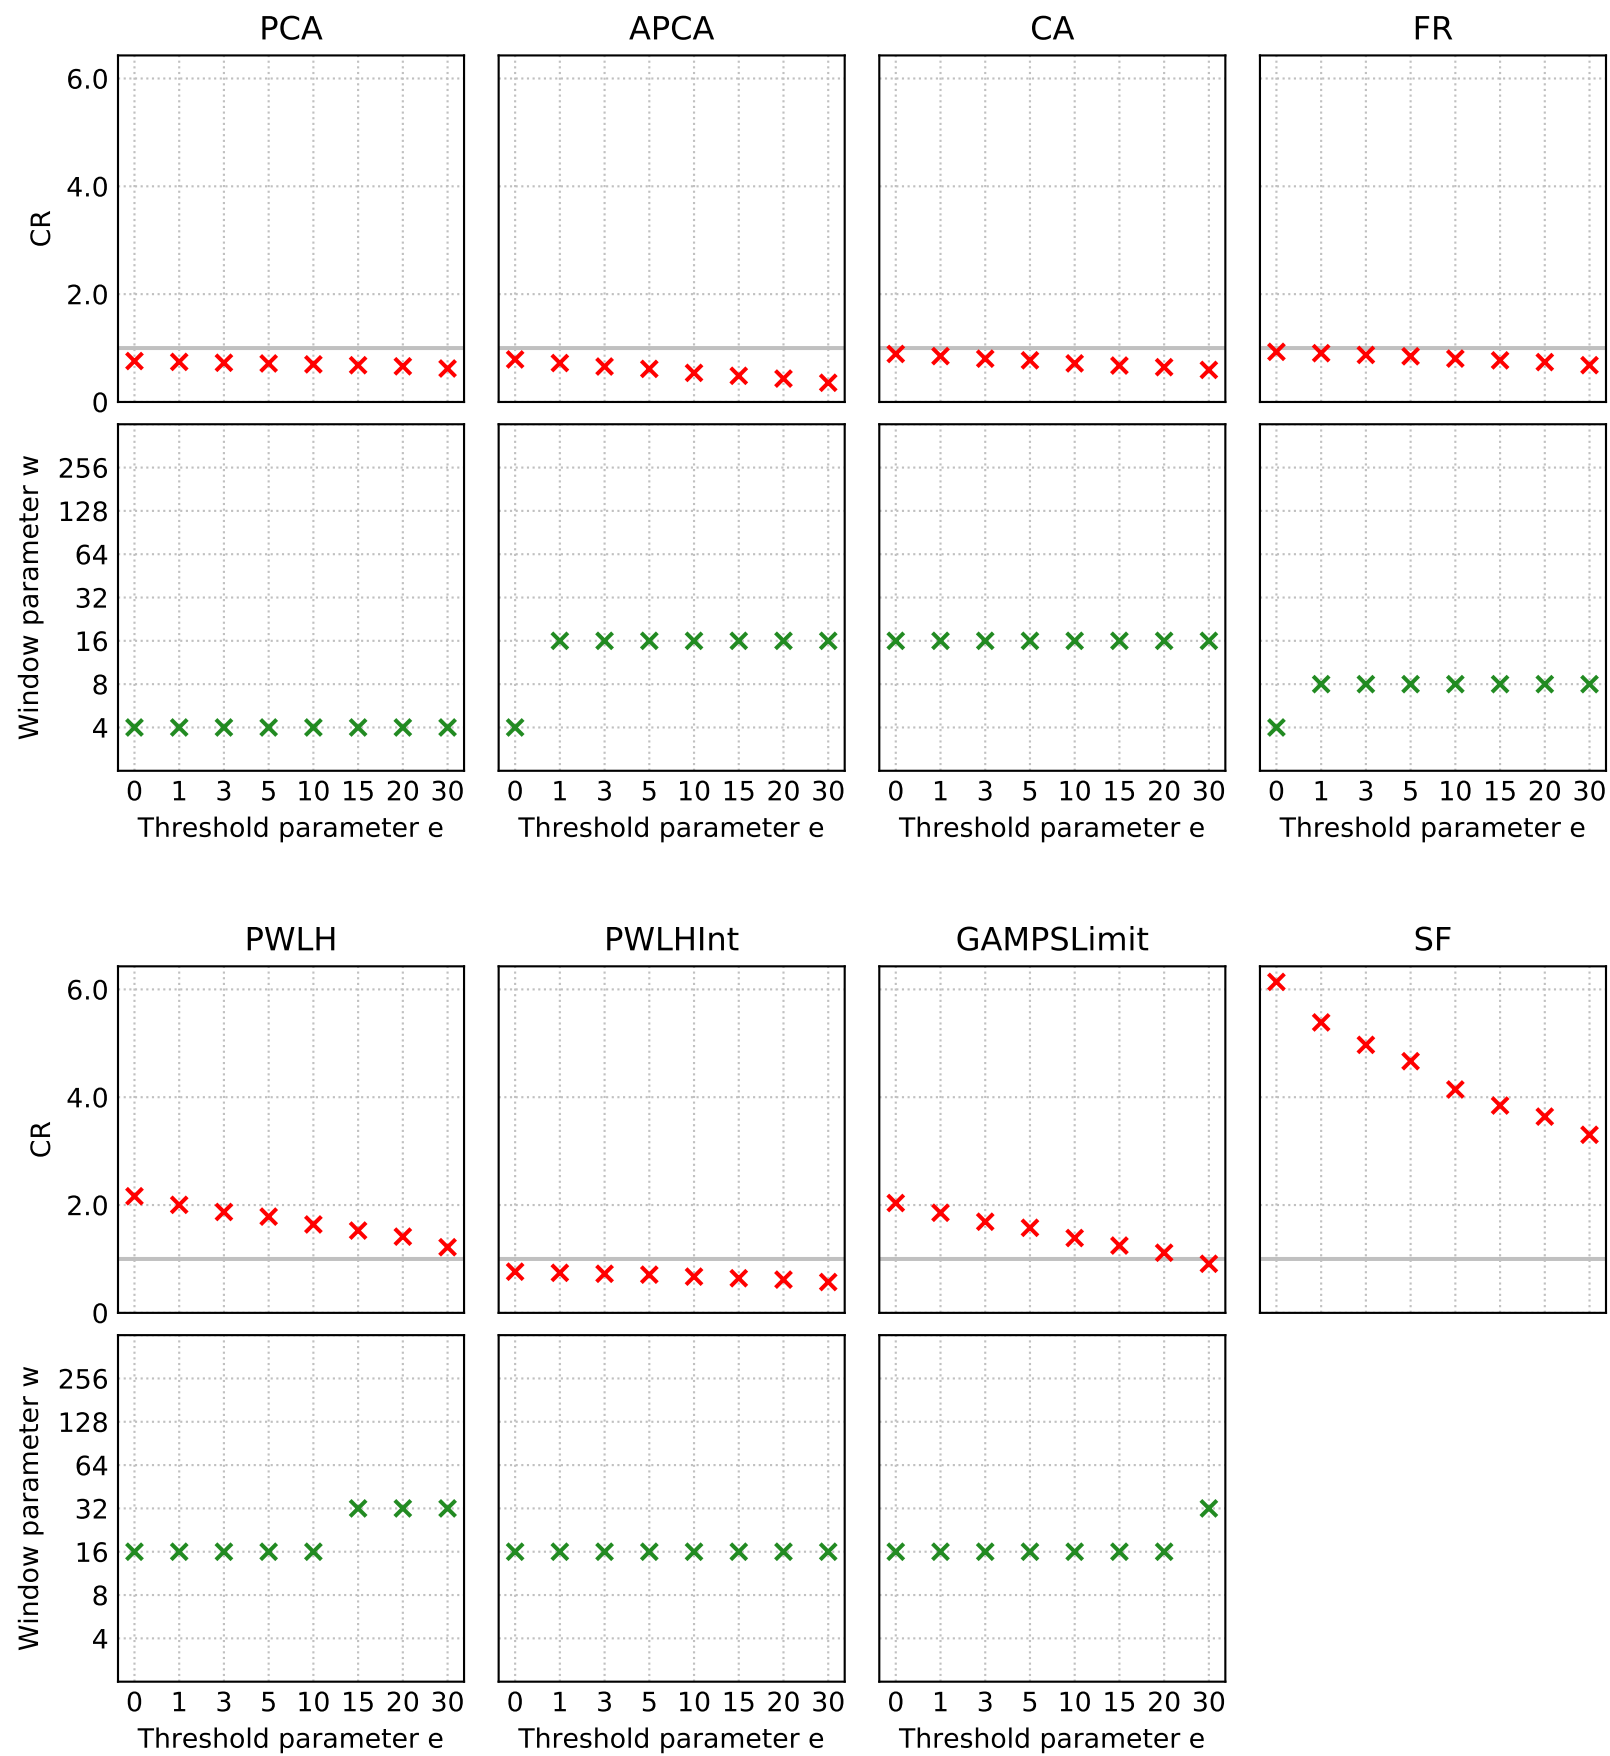 PCA APCA CA FR
6.0
4.0
2.0
0
CR
256
128
64
32
16
8
4
Window parameter w
0 1 3 5 10 15 20 30 0 1 3 5 10 15 20 30 0 1 3 5 10 15 20 30 0 1 3 5 10 15 20 30
Threshold parameter e Threshold parameter e Threshold parameter e Threshold parameter e
PWLH PWLHInt GAMPSLimit SF
6.0
4.0
2.0
0
CR
256
128
64
32
16
8
4
Window parameter w
0 1 3 5 10 15 20 30 0 1 3 5 10 15 20 30 0 1 3 5 10 15 20 30
Threshold parameter e Threshold parameter e Threshold parameter e